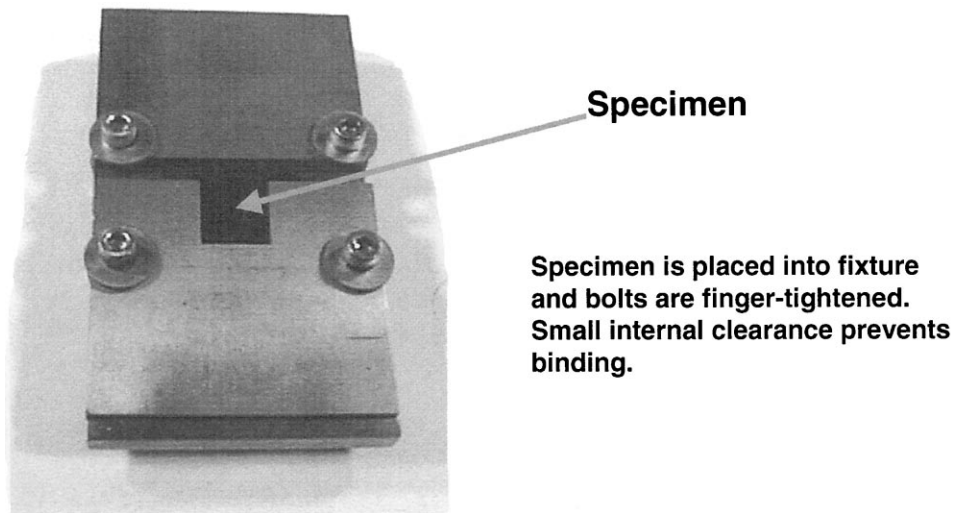 Specimen
Specimen is placed into fixture
and bolts are finger-tightened.
Small internal clearance prevents
binding.